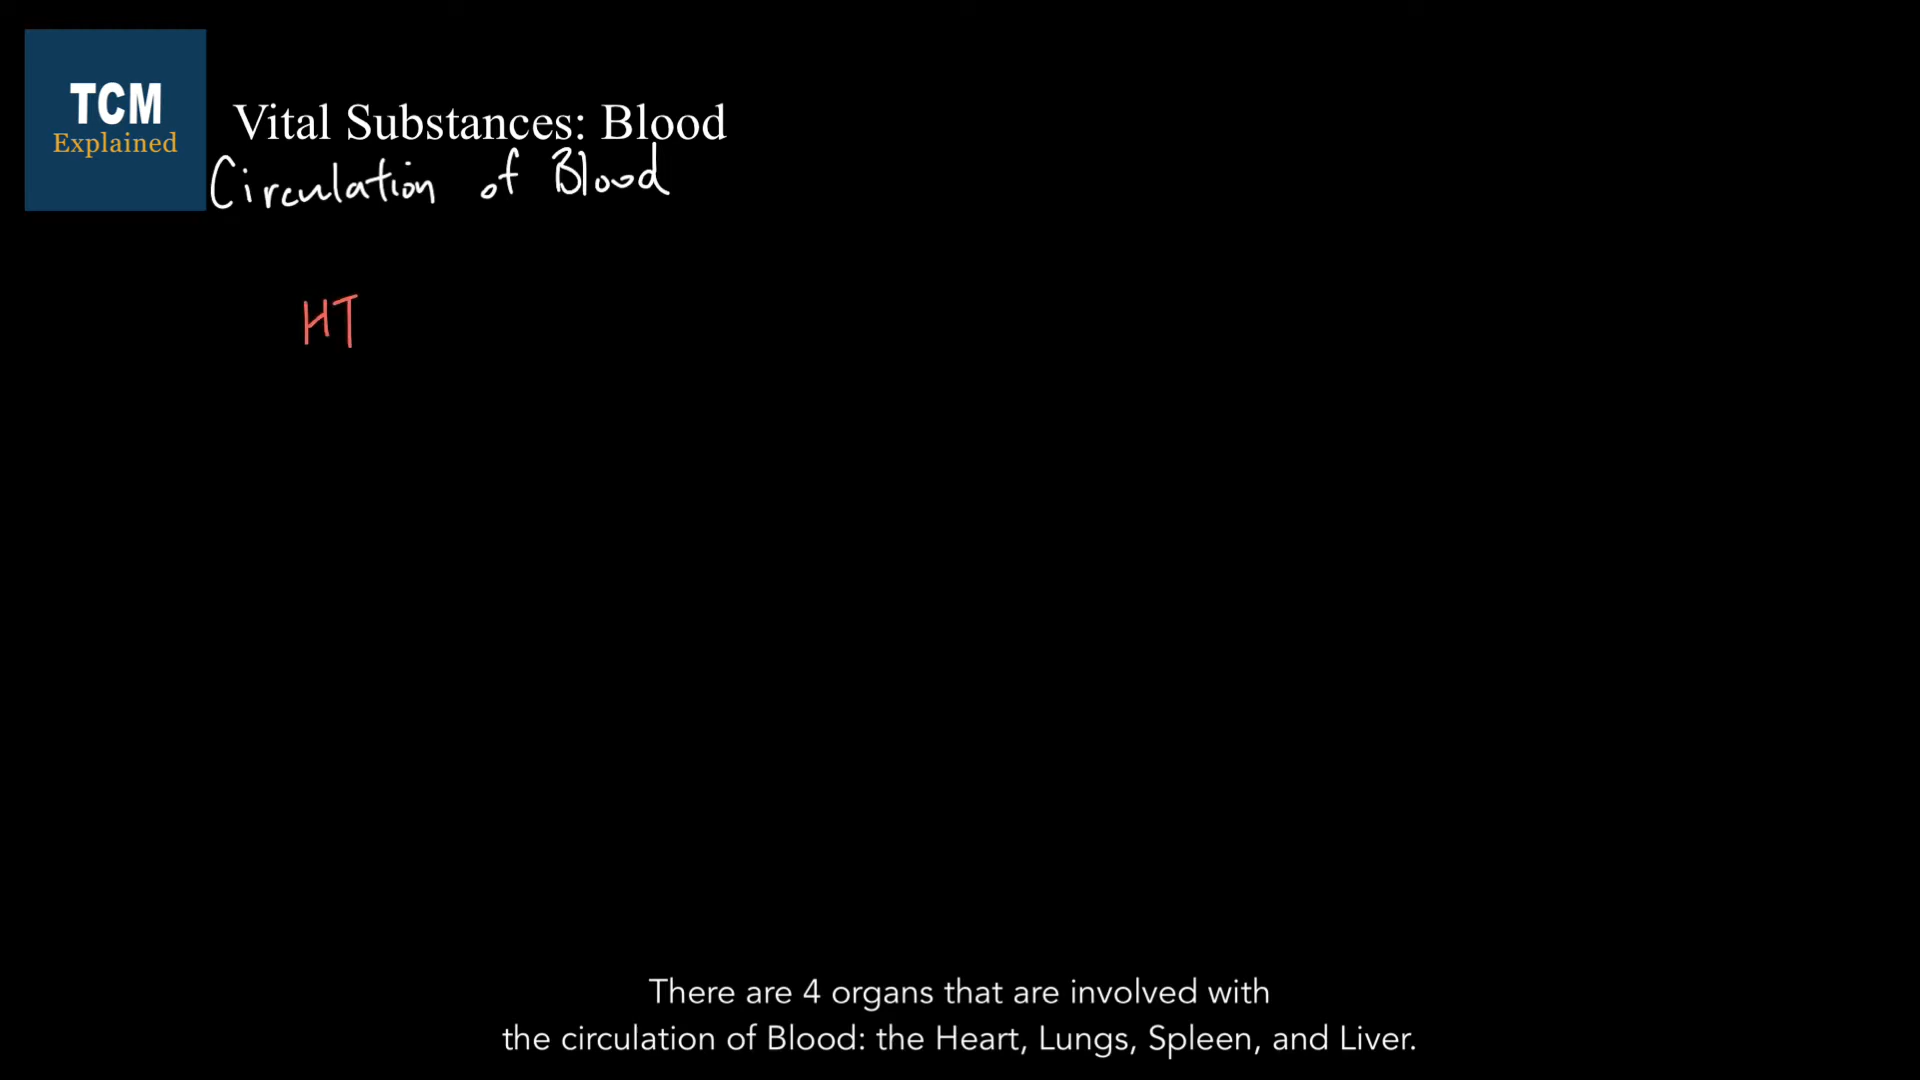 TCM
Explained
Vital Substances: Blood
Circulation of Blood
HT
There are 4 organs that are involved with
the circulation of Blood: the Heart, Lungs, Spleen, and Liver.